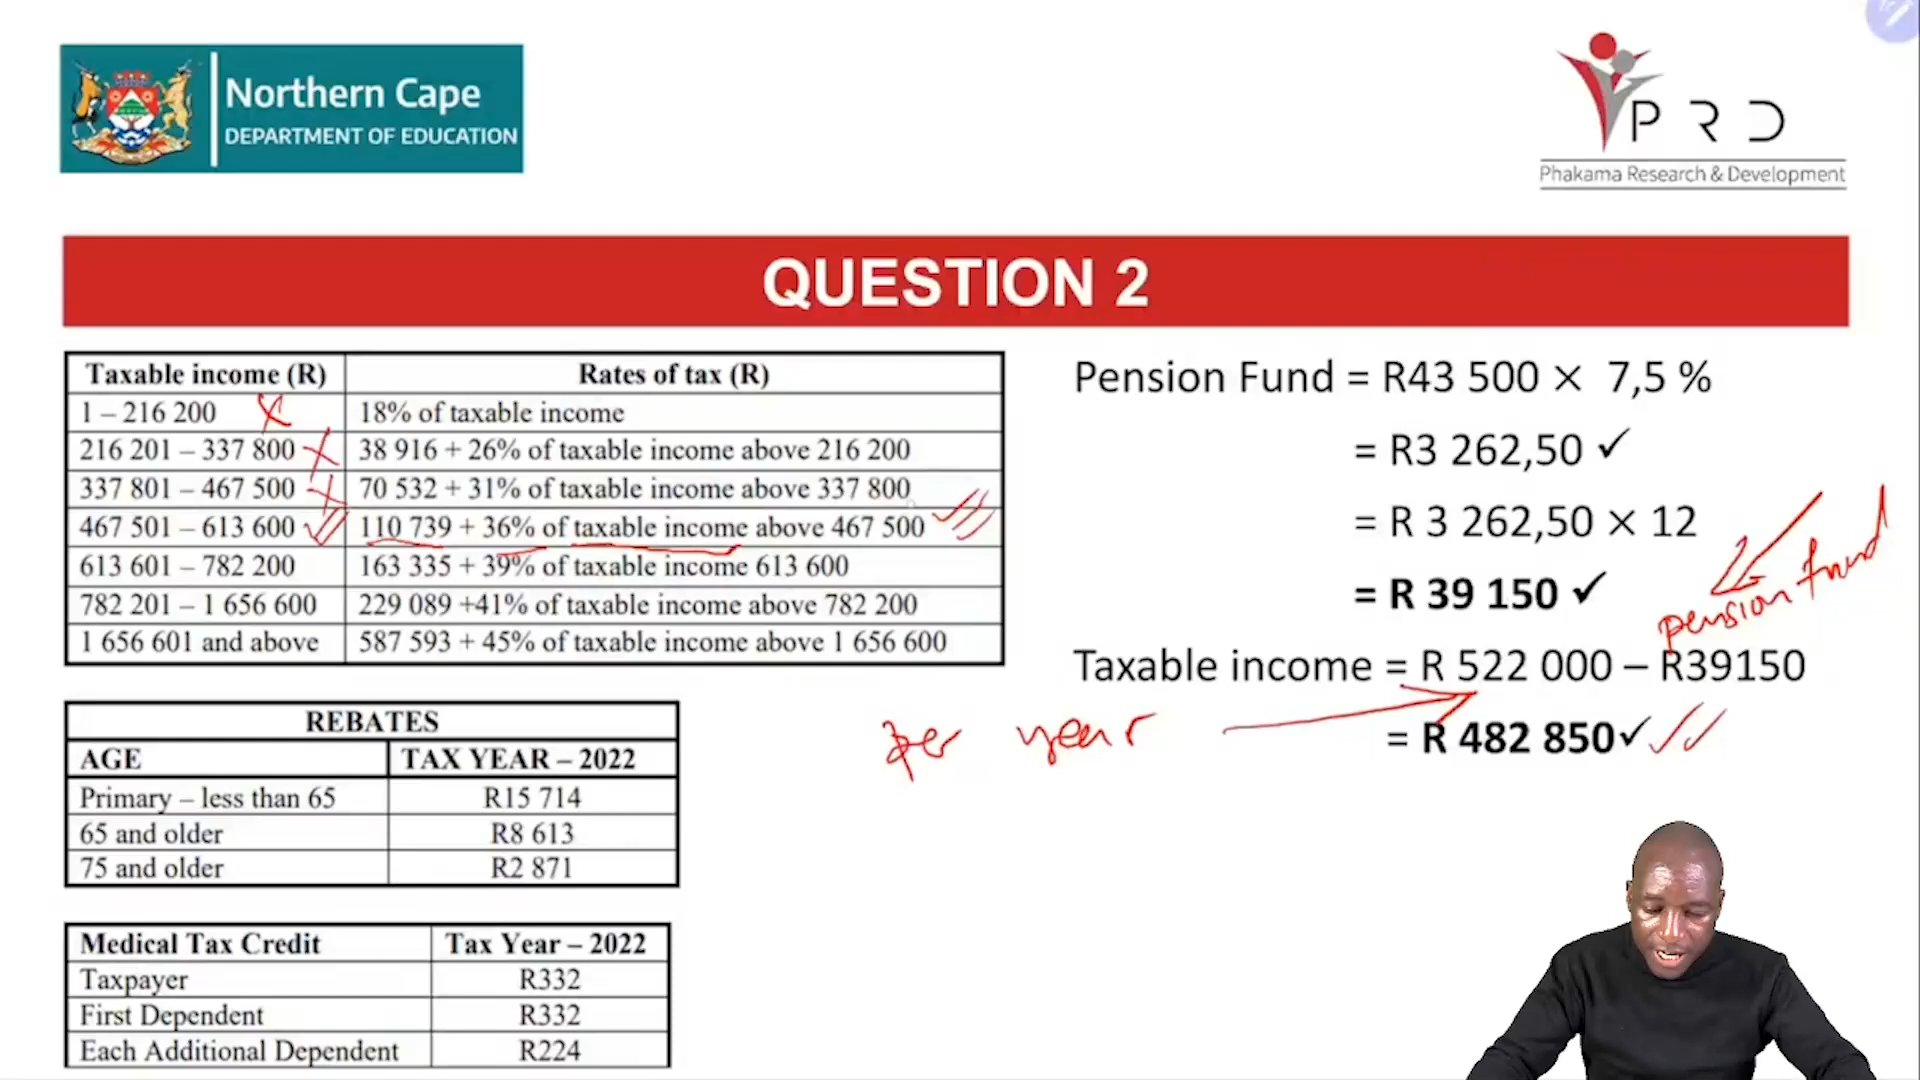 Northern Cape
DEPARTMENT OF EDUCATION
P R D
Phakama Research & Development
QUESTION 2
Taxable income (R) Rates of tax (R)
1 – 216 200 18% of taxable income
216 201 – 337 800 38 916 + 26% of taxable income above 216 200
337 801 – 467 500 70 532 + 31% of taxable income above 337 800
467 501 – 613 600 110 739 + 36% of taxable income above 467 500
613 601 – 782 200 163 335 + 39% of taxable income 613 600
782 201 – 1 656 600 229 089 +41% of taxable income above 782 200
1 656 601 and above 587 593 + 45% of taxable income above 1 656 600
REBATES
AGE TAX YEAR – 2022
Primary – less than 65 R15 714
65 and older R8 613
75 and older R2 871
Medical Tax Credit Tax Year – 2022
Taxpayer R332
First Dependent R332
Each Additional Dependent R224
Pension Fund = R43 500 × 7,5 %
= R3 262,50 ✓
= R 3 262,50 × 12
= R 39 150 ✓
pension fund
Taxable income = R 522 000 – R39150
per year
= R 482 850✓